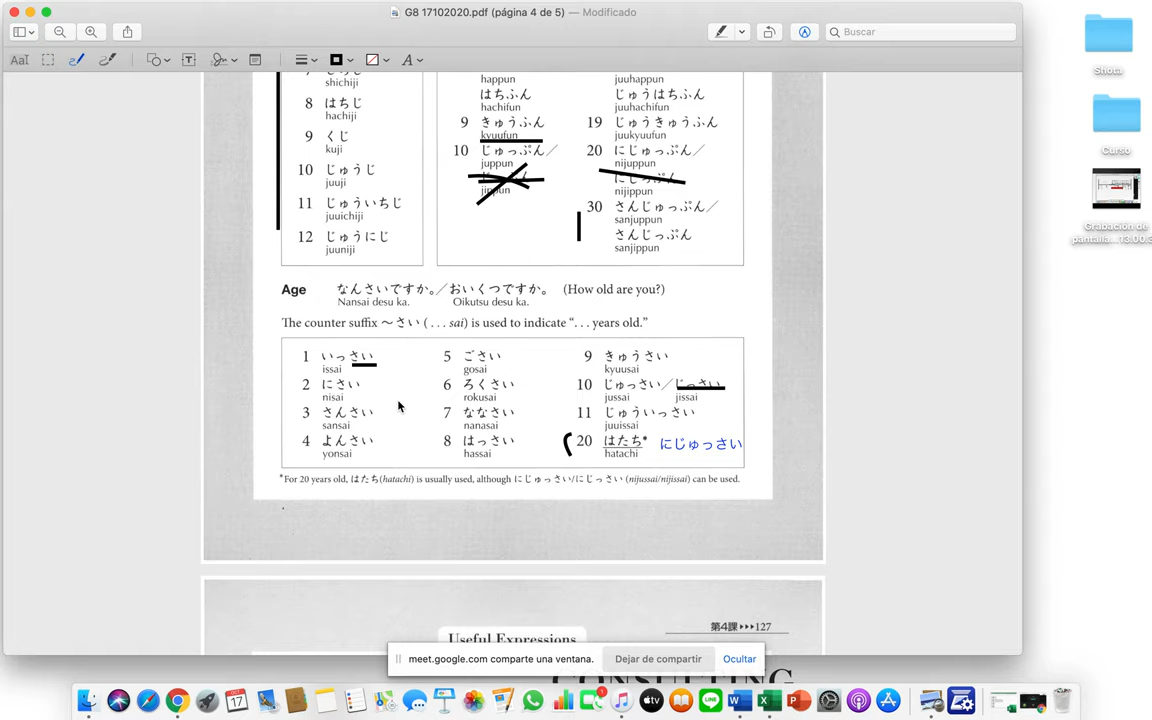 G8 17102020.pdf (página 4 de 5) — Modificado
Buscar
shichiji
8 はちじ
hachiji
9 くじ
kuji
10 じゅうじ
juuji
11 じゅういちじ
juuichiji
12 じゅうにじ
juuniji
happun
はちふん
hachifun
9 きゅうふん
kyuufun
10 じゅっぷん／
juppun
juuhappun
じゅうはちふん
juuhachifun
19 じゅうきゅうふん
juukyuufun
20 にじゅっぷん／
nijuppun
にじっぷん
nijippun
30 さんじゅっぷん／
sanjuppun
さんじっぷん
sanjippun
Age なんさいですか。／おいくつですか。 (How old are you?)
Nansai desu ka. Oikutsu desu ka.
The counter suffix 〜さい (. . . sai) is used to indicate “. . . years old.”
1 いっさい
issai
2 にさい
nisai
3 さんさい
sansai
4 よんさい
yonsai
5 ごさい
gosai
6 ろくさい
rokusai
7 ななさい
nanasai
8 はっさい
hassai
9 きゅうさい
kyuusai
10 じゅっさい／じっさい
jussai jissai
11 じゅういっさい
juuissai
20 はたち* にじゅっさい
hatachi
*For 20 years old, はたち(hatachi) is usually used, although にじゅっさい/にじっさい (nijussai/nijissai) can be used.
第4課▸▸▸127
Useful Expressions
CONSULTING
meet.google.com comparte una ventana.
Dejar de compartir
Ocultar
Shota
Curso
Grabación de
pantalla...13.00.3
OCT
17